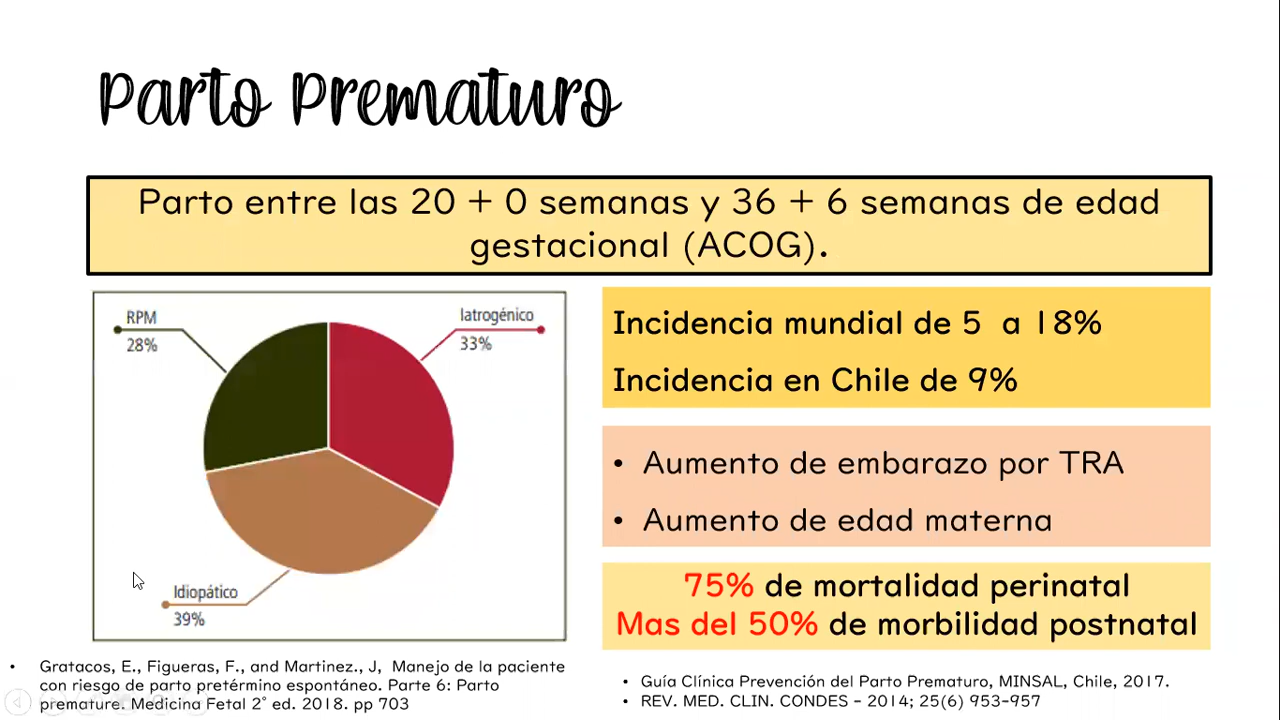 Parto Prematuro
Parto entre las 20 + 0 semanas y 36 + 6 semanas de edad
gestacional (ACOG).
RPM
28%
Iatrogénico
33%
Idiopático
39%
Incidencia mundial de 5 a 18%
Incidencia en Chile de 9%
• Aumento de embarazo por TRA
• Aumento de edad materna
75% de mortalidad perinatal
Mas del 50% de morbilidad postnatal
• Gratacos, E., Figueras, F., and Martinez., J, Manejo de la paciente
con riesgo de parto pretérmino espontáneo. Parte 6: Parto
premature. Medicina Fetal 2° ed. 2018. pp 703
• Guía Clínica Prevención del Parto Prematuro, MINSAL, Chile, 2017.
• REV. MED. CLIN. CONDES - 2014; 25(6) 953-957